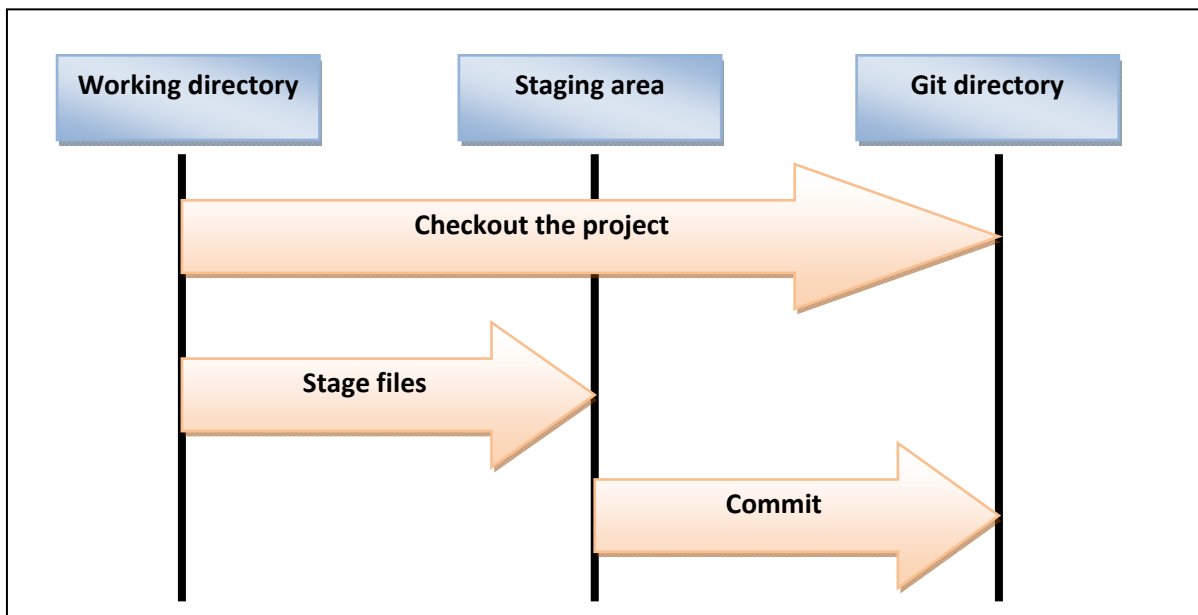 Working directory
Staging area
Git directory
Checkout the project
Stage files
Commit